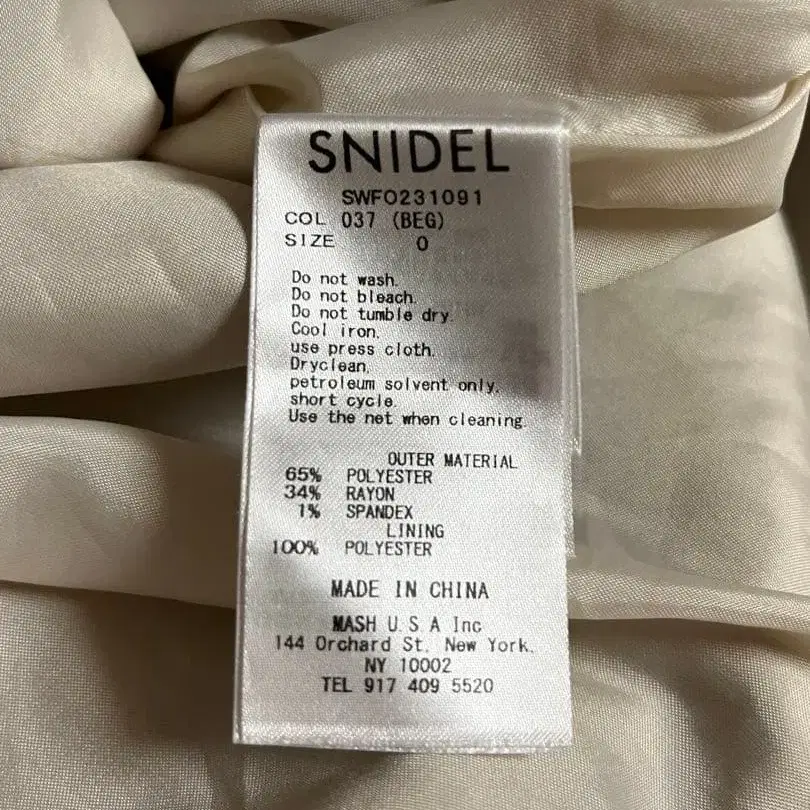 SNIDEL
SWFO231091
COL 037 (BEG)
SIZE 0
Do not wash.
Do not bleach.
Do not tumble dry.
Cool iron.
use press cloth.
Dryclean,
petroleum solvent only,
short cycle.
Use the net when cleaning.
OUTER MATERIAL
65% POLYESTER
34% RAYON
1% SPANDEX
LINING
100% POLYESTER
MADE IN CHINA
MASH U.S.A Inc
144 Orchard St, New York,
NY 10002
TEL 917 409 5520